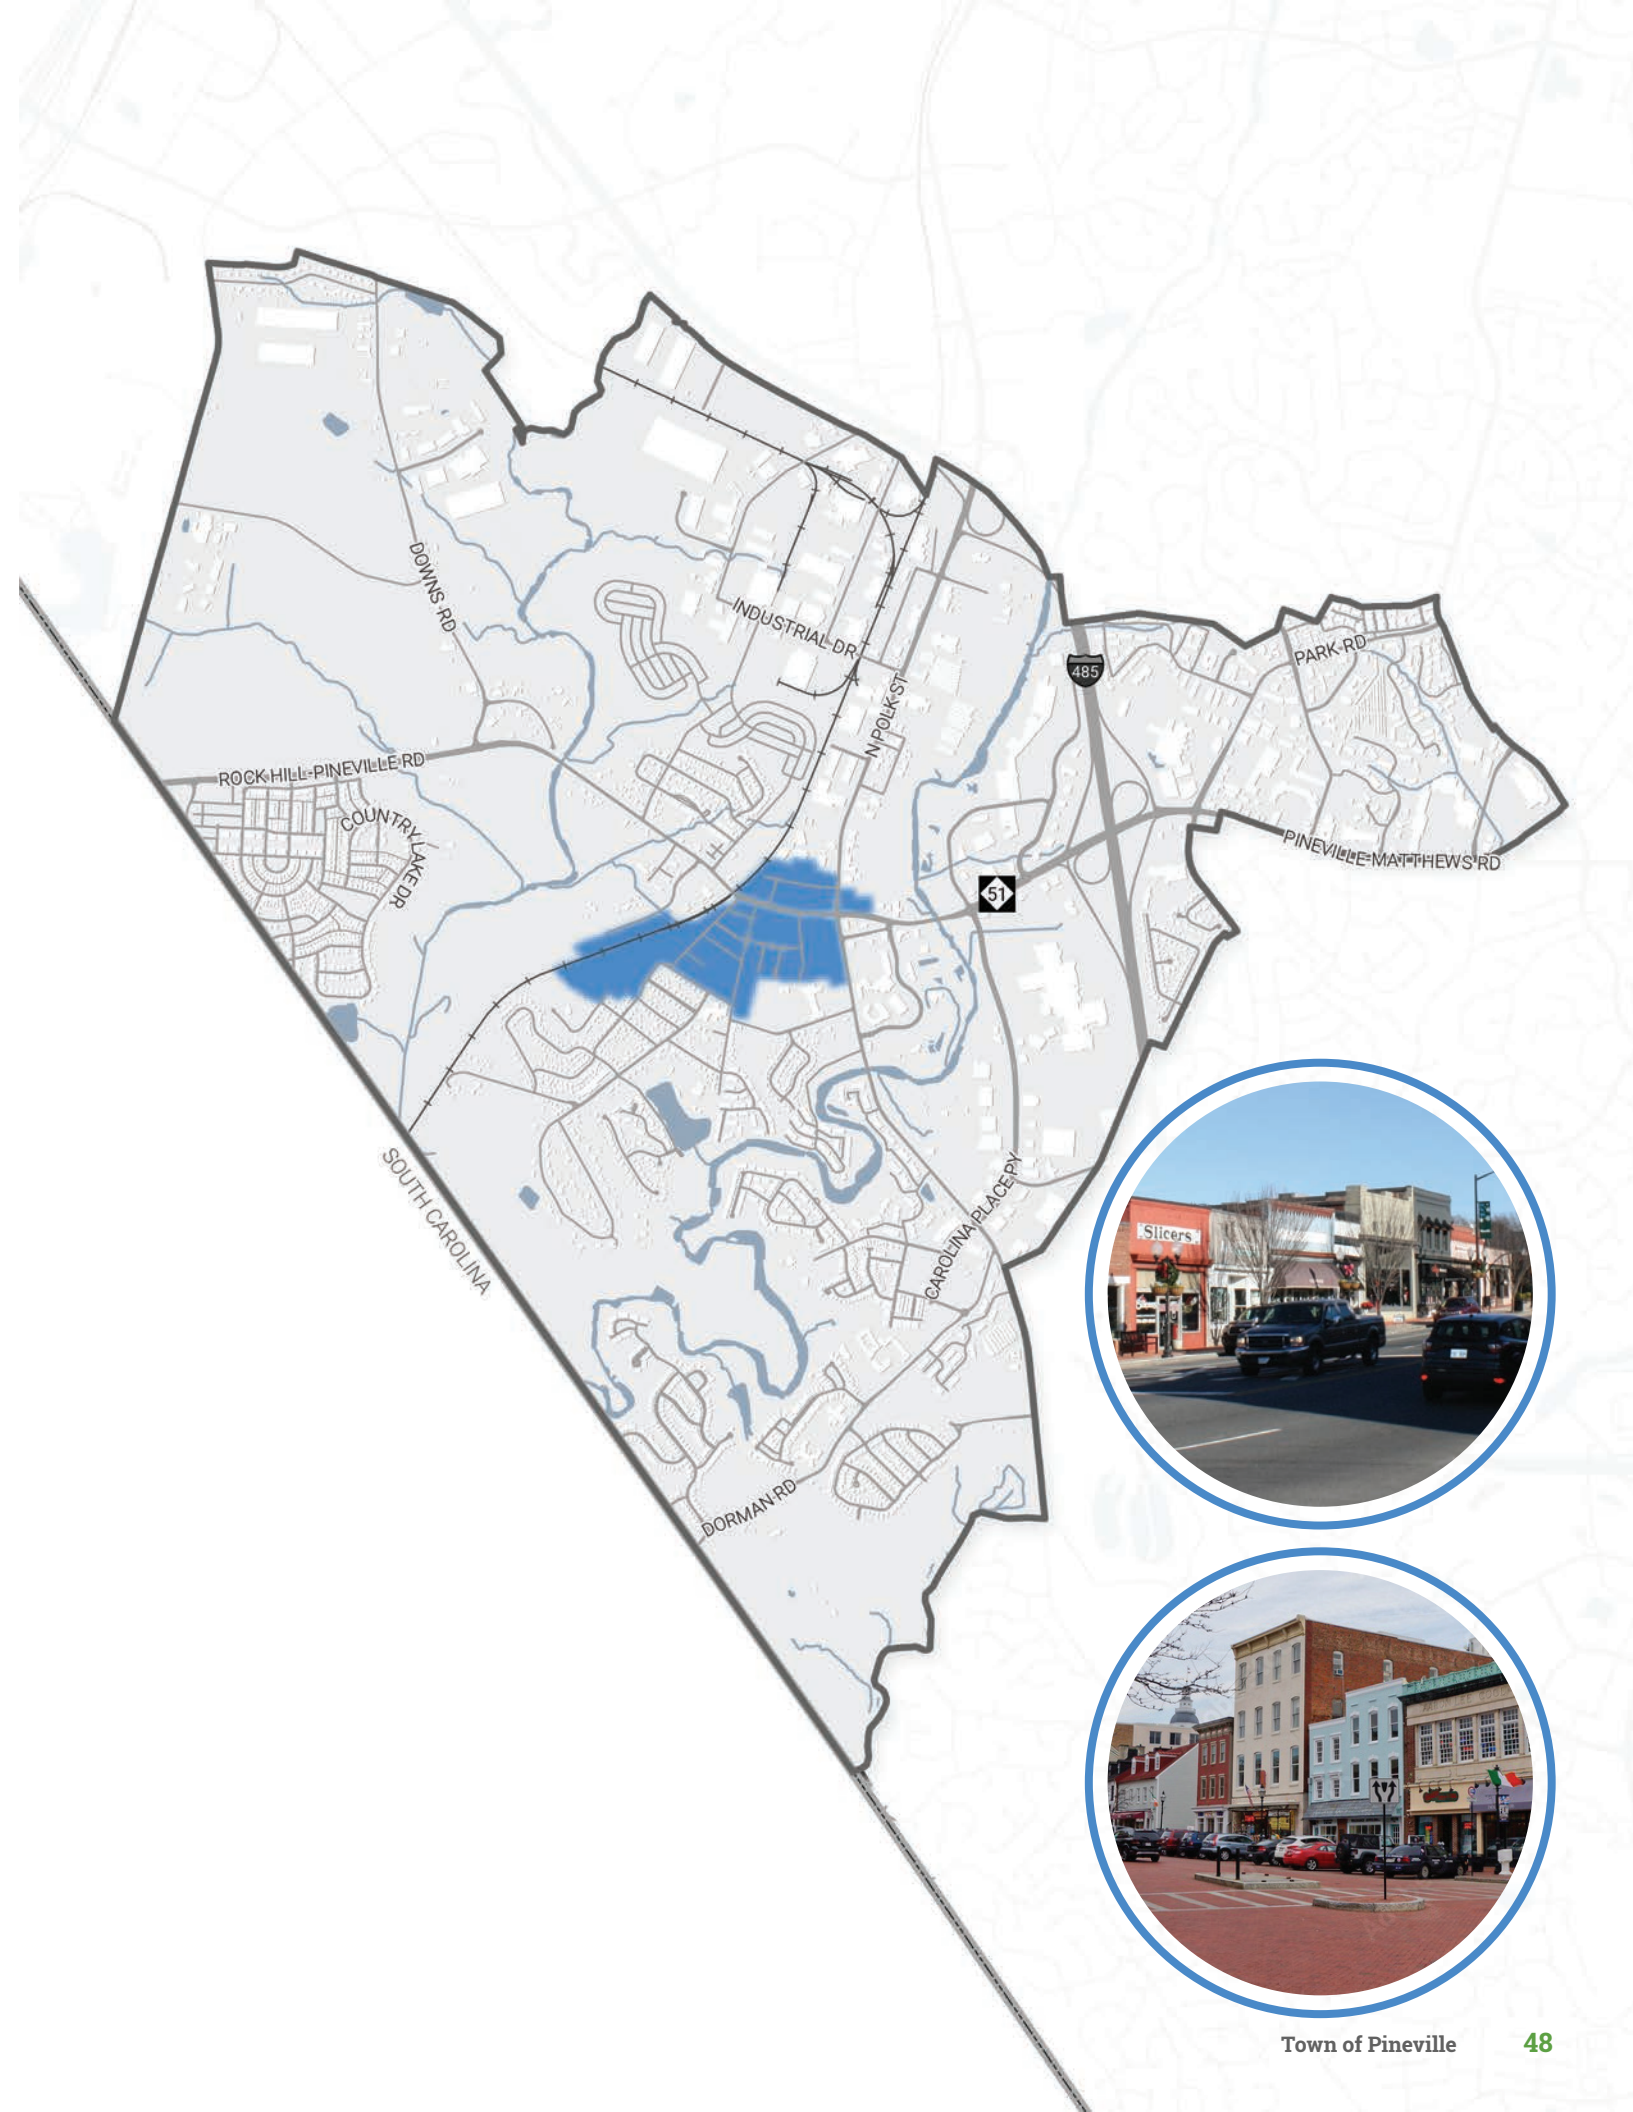 DOWNS RD
INDUSTRIAL DR
N POLK ST
485
PARK RD
ROCK HILL-PINEVILLE RD
COUNTRY LAKE DR
PINEVILLE-MATTHEWS RD
51
SOUTH CAROLINA
CAROLINA PLACE PY
Slicers
DORMAN RD
Town of Pineville 48